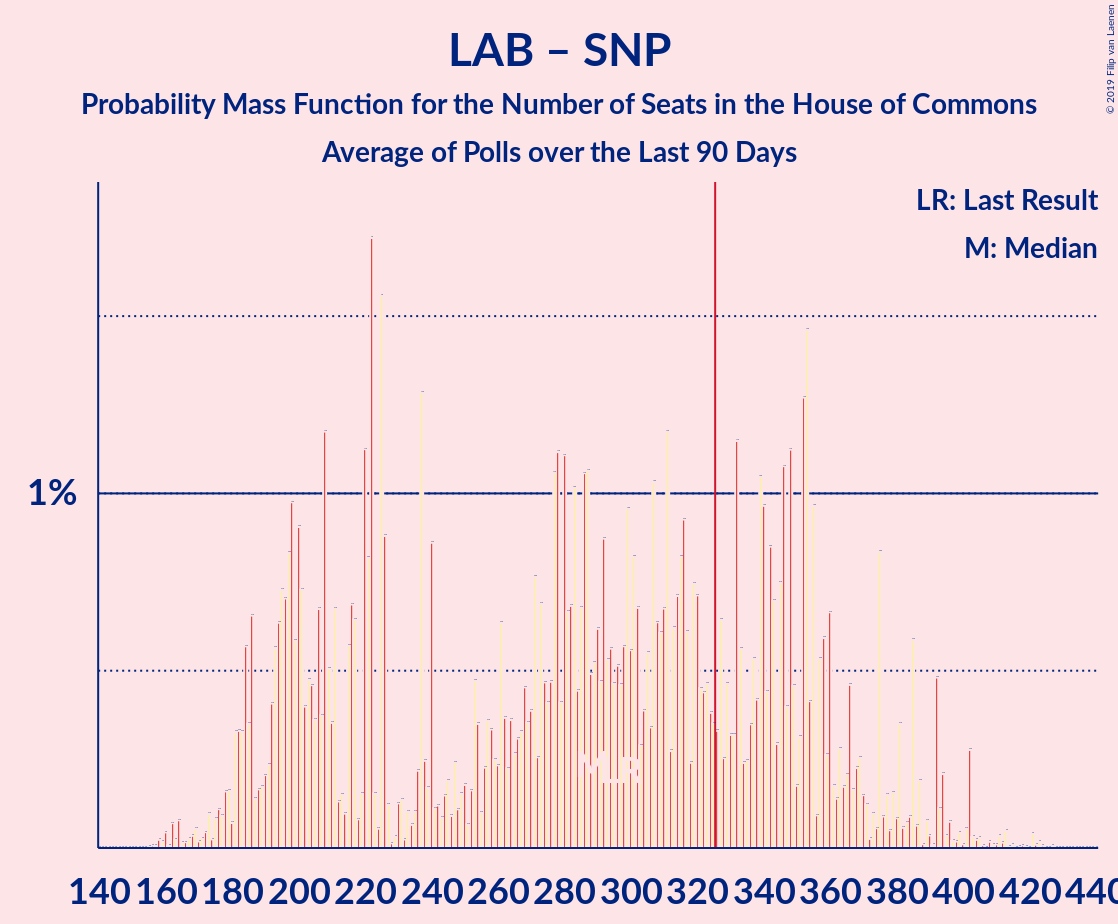 LAB – SNP
Probability Mass Function for the Number of Seats in the House of Commons
Average of Polls over the Last 90 Days
© 2019 Filip van Laenen
LR: Last Result
M: Median
1%
M
LR
140 160 180 200 220 240 260 280 300 320 340 360 380 400 420 440